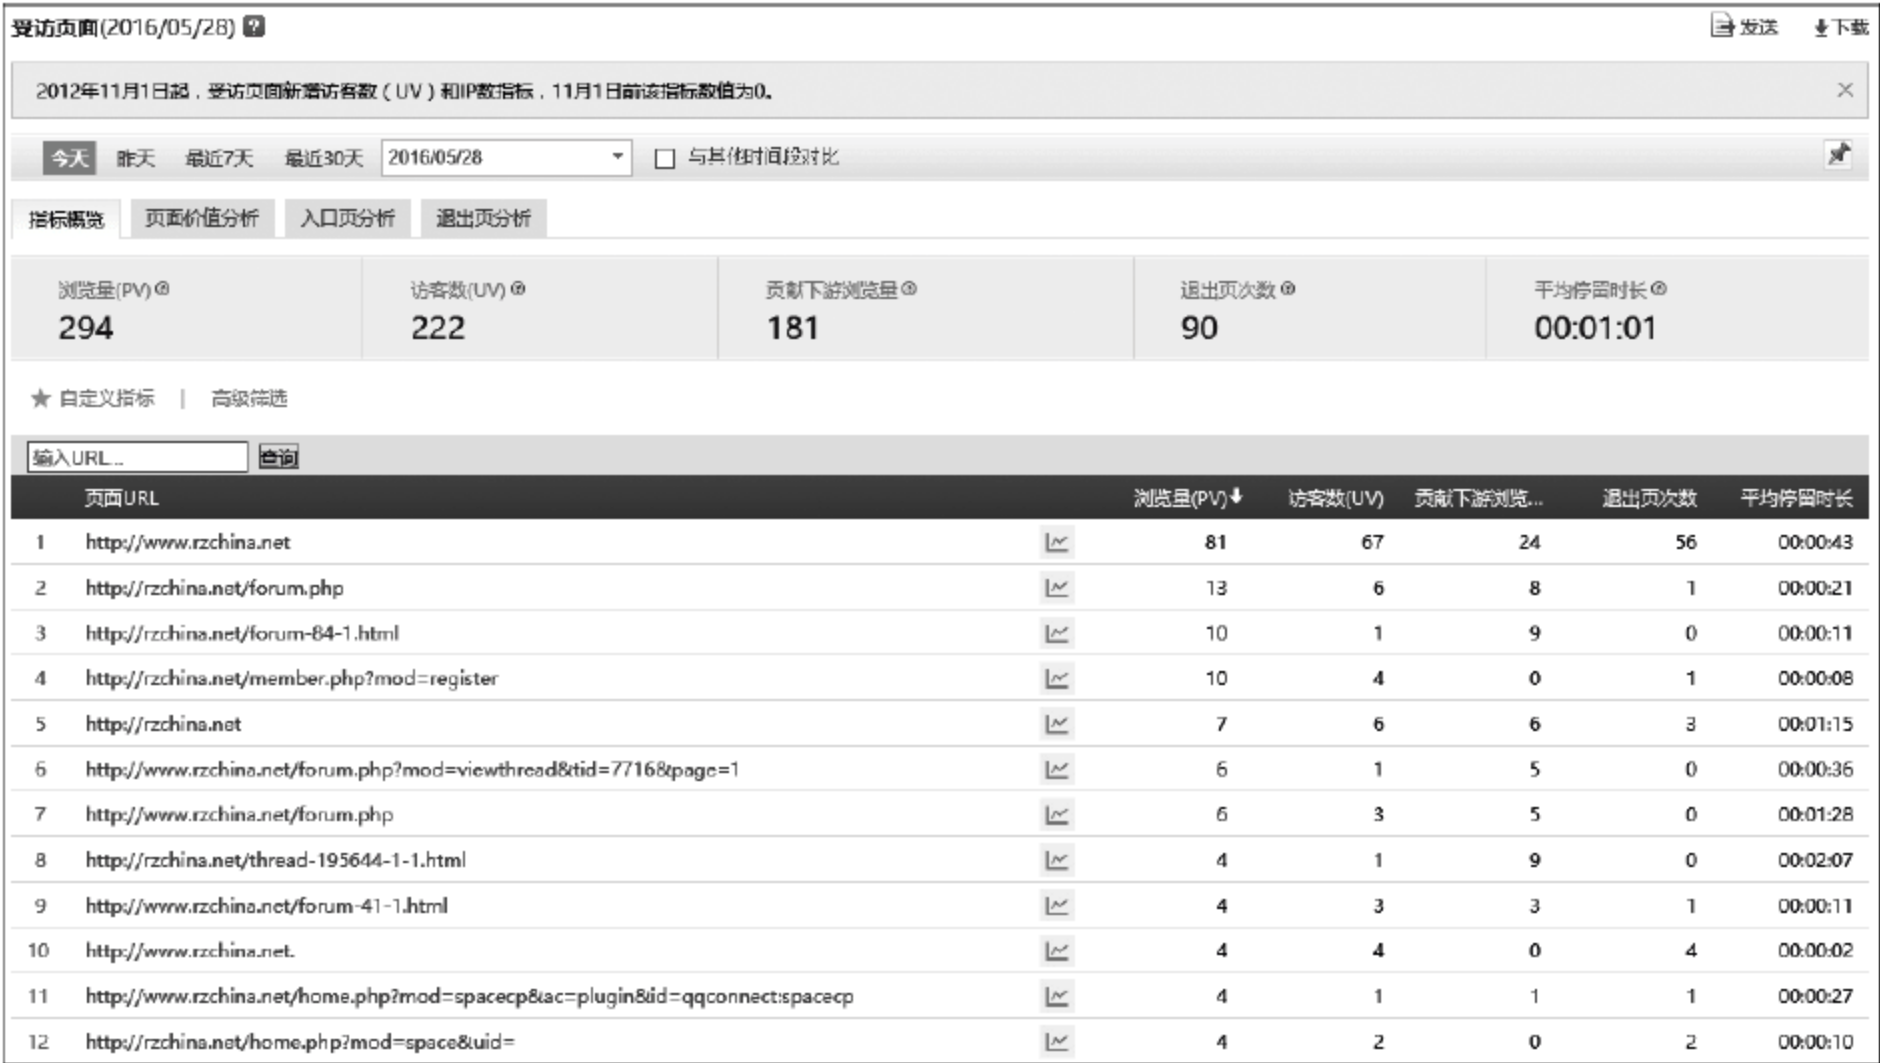 受访页面(2016/05/28) ? 发送 下载
2012年11月1日起，受访页面新增访客数（UV）和IP数指标，11月1日前该指标数值为0。
今天 昨天 最近7天 最近30天 2016/05/28 与其他时间段对比
指标概览 页面价值分析 入口页分析 退出页分析
浏览量(PV) 访客数(UV) 贡献下游浏览量 退出页次数 平均停留时长
294 222 181 90 00:01:01
自定义指标 | 高级筛选
输入URL... 查询
页面URL 浏览量(PV) 访客数(UV) 贡献下游浏览... 退出页次数 平均停留时长
1 http://www.rzchina.net 81 67 24 56 00:00:43
2 http://rzchina.net/forum.php 13 6 8 1 00:00:21
3 http://rzchina.net/forum-84-1.html 10 1 9 0 00:00:11
4 http://rzchina.net/member.php?mod=register 10 4 0 1 00:00:08
5 http://rzchina.net 7 6 6 3 00:01:15
6 http://www.rzchina.net/forum.php?mod=viewthread&tid=7716&page=1 6 1 5 0 00:00:36
7 http://www.rzchina.net/forum.php 6 3 5 0 00:01:28
8 http://rzchina.net/thread-195644-1-1.html 4 1 9 0 00:02:07
9 http://www.rzchina.net/forum-41-1.html 4 3 3 1 00:00:11
10 http://www.rzchina.net. 4 4 0 4 00:00:02
11 http://www.rzchina.net/home.php?mod=spacecp&ac=plugin&id=qqconnect:spacecp 4 1 1 1 00:00:27
12 http://rzchina.net/home.php?mod=space&uid= 4 2 0 2 00:00:10